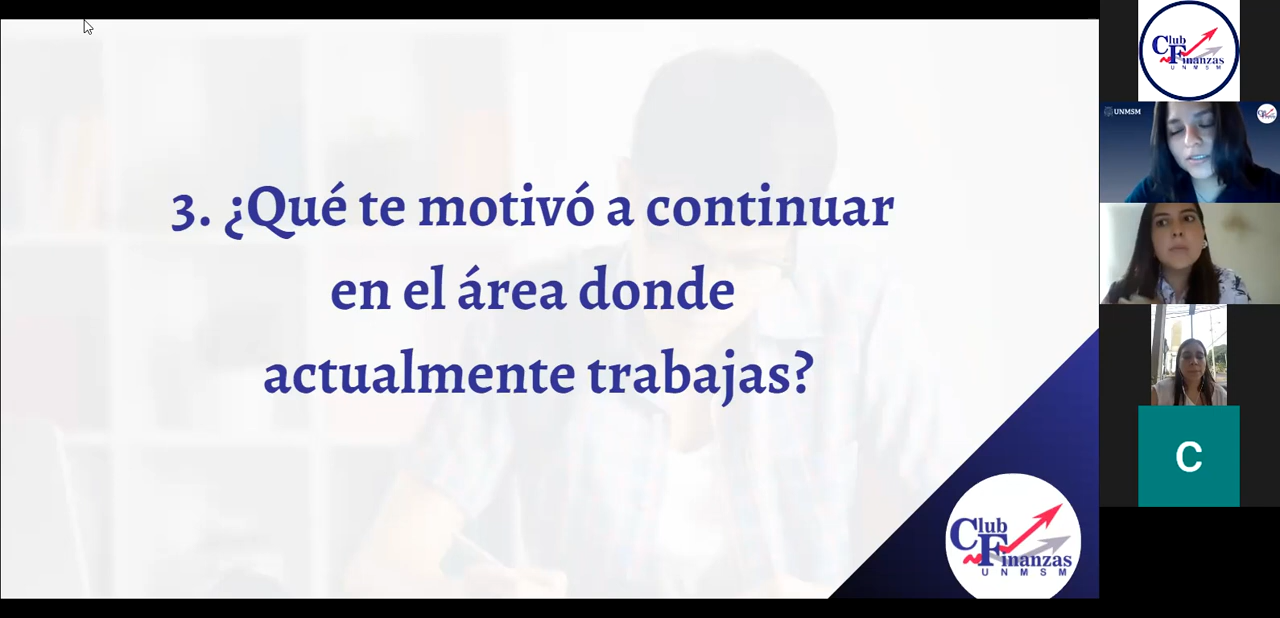 3. ¿Qué te motivó a continuar
en el área donde
actualmente trabajas?
Club
Finanzas
UNMSM
Club
Finanzas
UNMSM
UNMSM
C